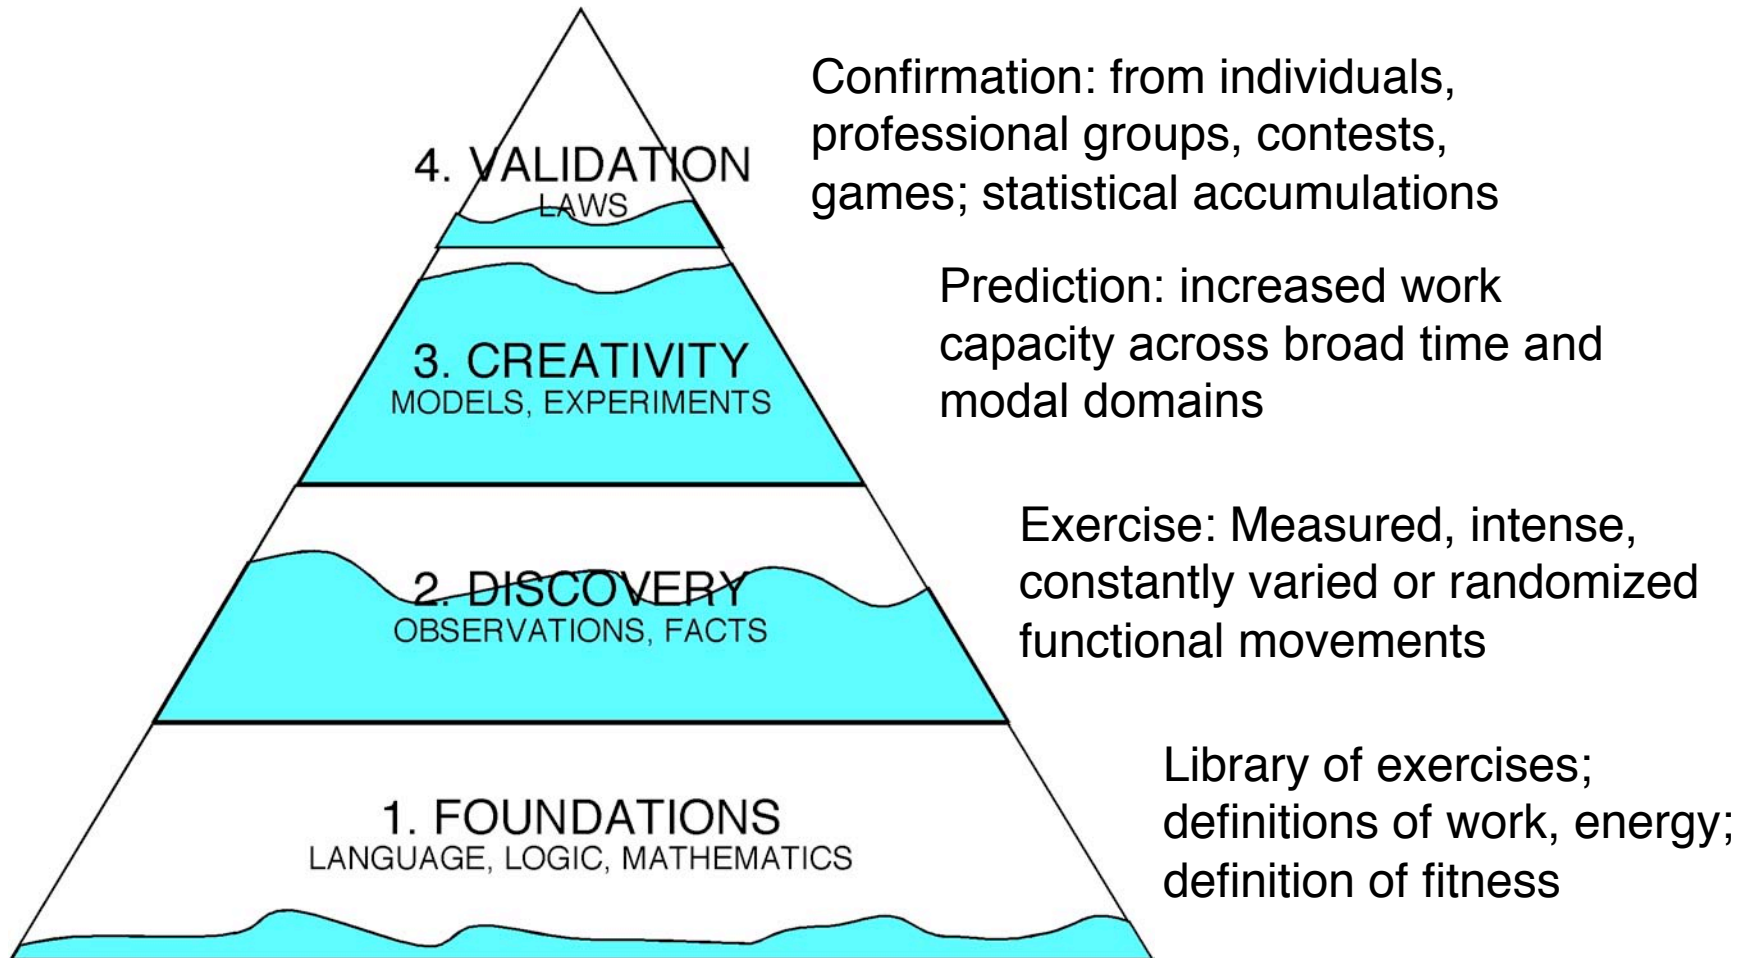 4. VALIDATION
LAWS
Confirmation: from individuals,
professional groups, contests,
games; statistical accumulations
3. CREATIVITY
MODELS, EXPERIMENTS
Prediction: increased work
capacity across broad time and
modal domains
2. DISCOVERY
OBSERVATIONS, FACTS
Exercise: Measured, intense,
constantly varied or randomized
functional movements
1. FOUNDATIONS
LANGUAGE, LOGIC, MATHEMATICS
Library of exercises;
definitions of work, energy;
definition of fitness